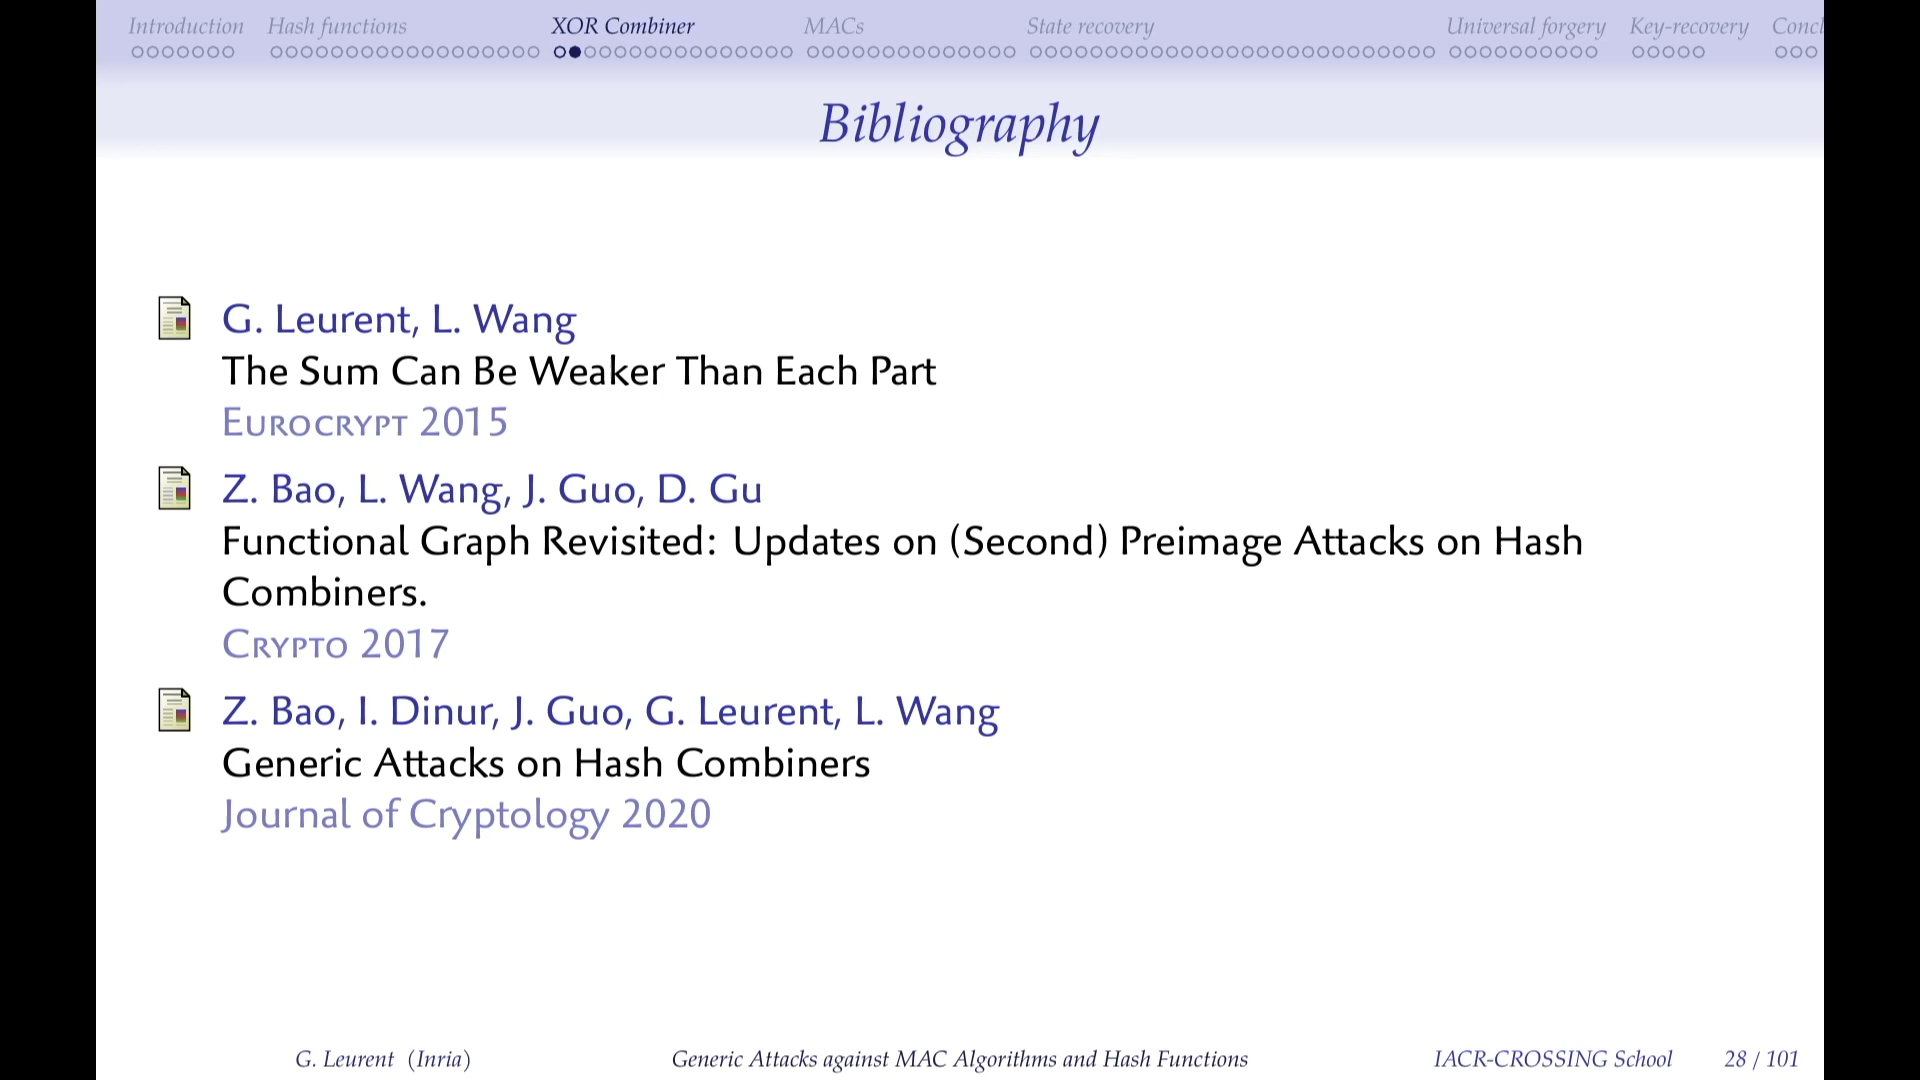 Introduction Hash functions XOR Combiner MACs State recovery Universal forgery Key-recovery Concl
Bibliography
G. Leurent, L. Wang
The Sum Can Be Weaker Than Each Part
EUROCRYPT 2015
Z. Bao, L. Wang, J. Guo, D. Gu
Functional Graph Revisited: Updates on (Second) Preimage Attacks on Hash
Combiners.
CRYPTO 2017
Z. Bao, I. Dinur, J. Guo, G. Leurent, L. Wang
Generic Attacks on Hash Combiners
Journal of Cryptology 2020
G. Leurent (Inria) Generic Attacks against MAC Algorithms and Hash Functions IACR-CROSSING School 28 / 101